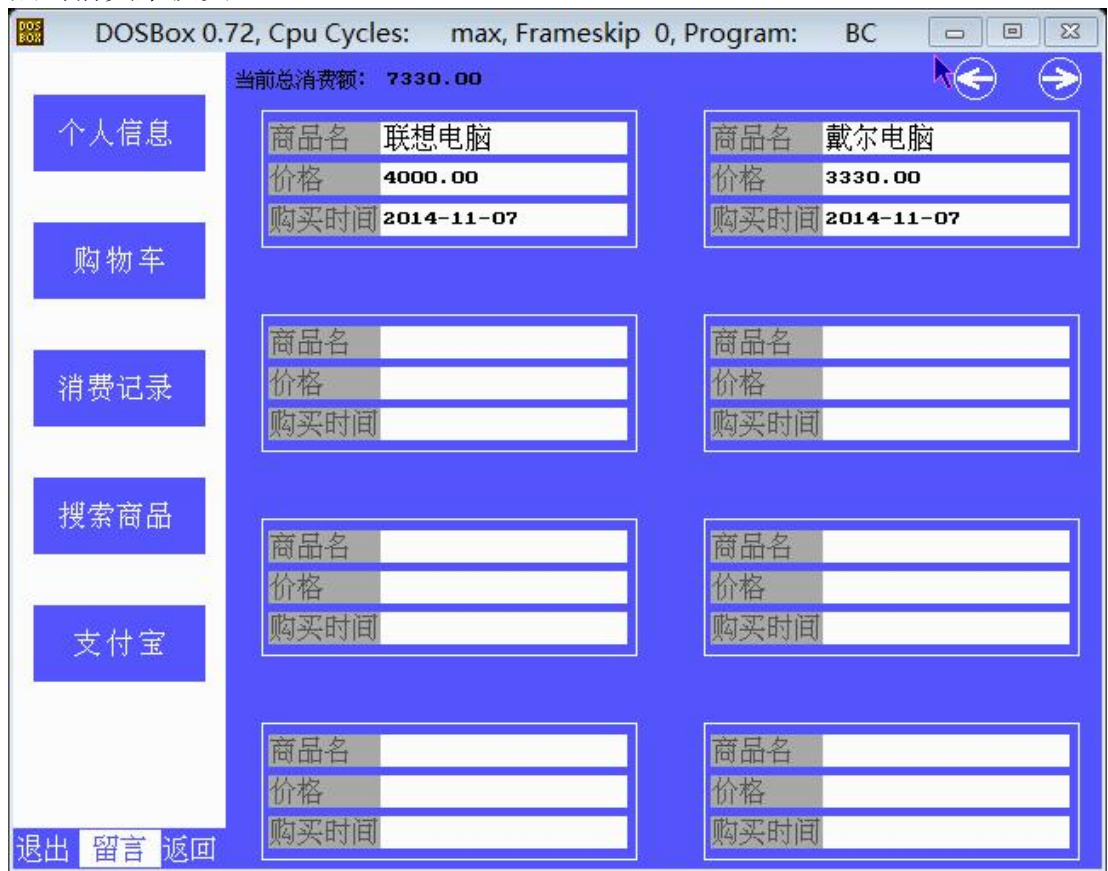 DOSBox 0.72, Cpu Cycles: max, Frameskip 0, Program: BC
当前总消费额: 7330.00
个人信息
购物车
消费记录
搜索商品
支付宝
退出 留言 返回
商品名 联想电脑
价格 4000.00
购买时间 2014-11-07
商品名 戴尔电脑
价格 3330.00
购买时间 2014-11-07
商品名
价格
购买时间
商品名
价格
购买时间
商品名
价格
购买时间
商品名
价格
购买时间
商品名
价格
购买时间
商品名
价格
购买时间